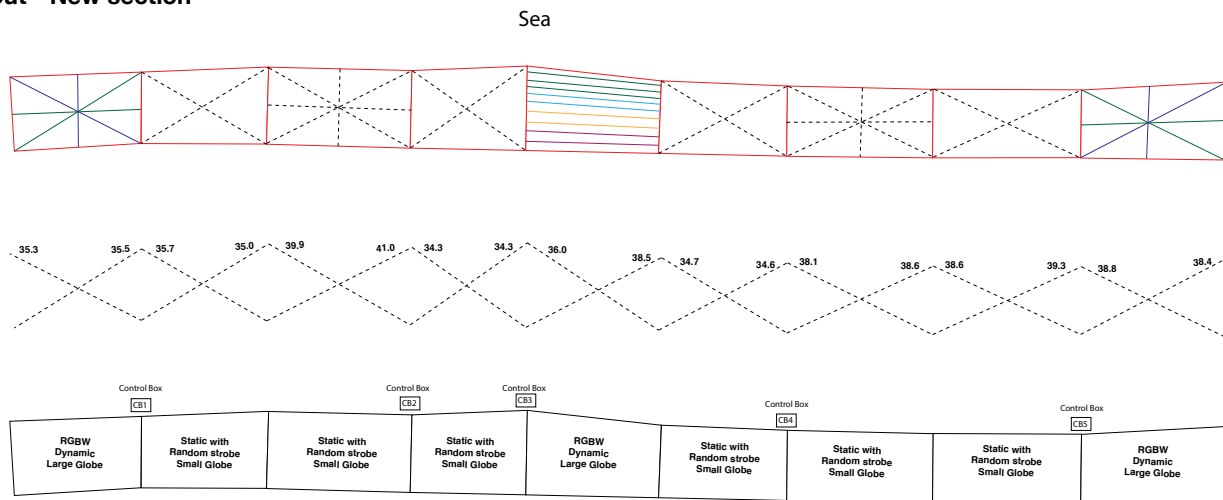 New section
Sea
35.3 35.5 35.7 35.0 39.9 41.0 34.3 34.3 36.0 38.5 34.7 34.6 38.1 38.6 38.6 39.3 38.8 38.4
Control Box
CB1
Control Box
CB2
Control Box
CB3
Control Box
CB4
Control Box
CB5
RGBW
Dynamic
Large Globe
Static with
Random strobe
Small Globe
Static with
Random strobe
Small Globe
Static with
Random strobe
Small Globe
RGBW
Dynamic
Large Globe
Static with
Random strobe
Small Globe
Static with
Random strobe
Small Globe
Static with
Random strobe
Small Globe
RGBW
Dynamic
Large Globe